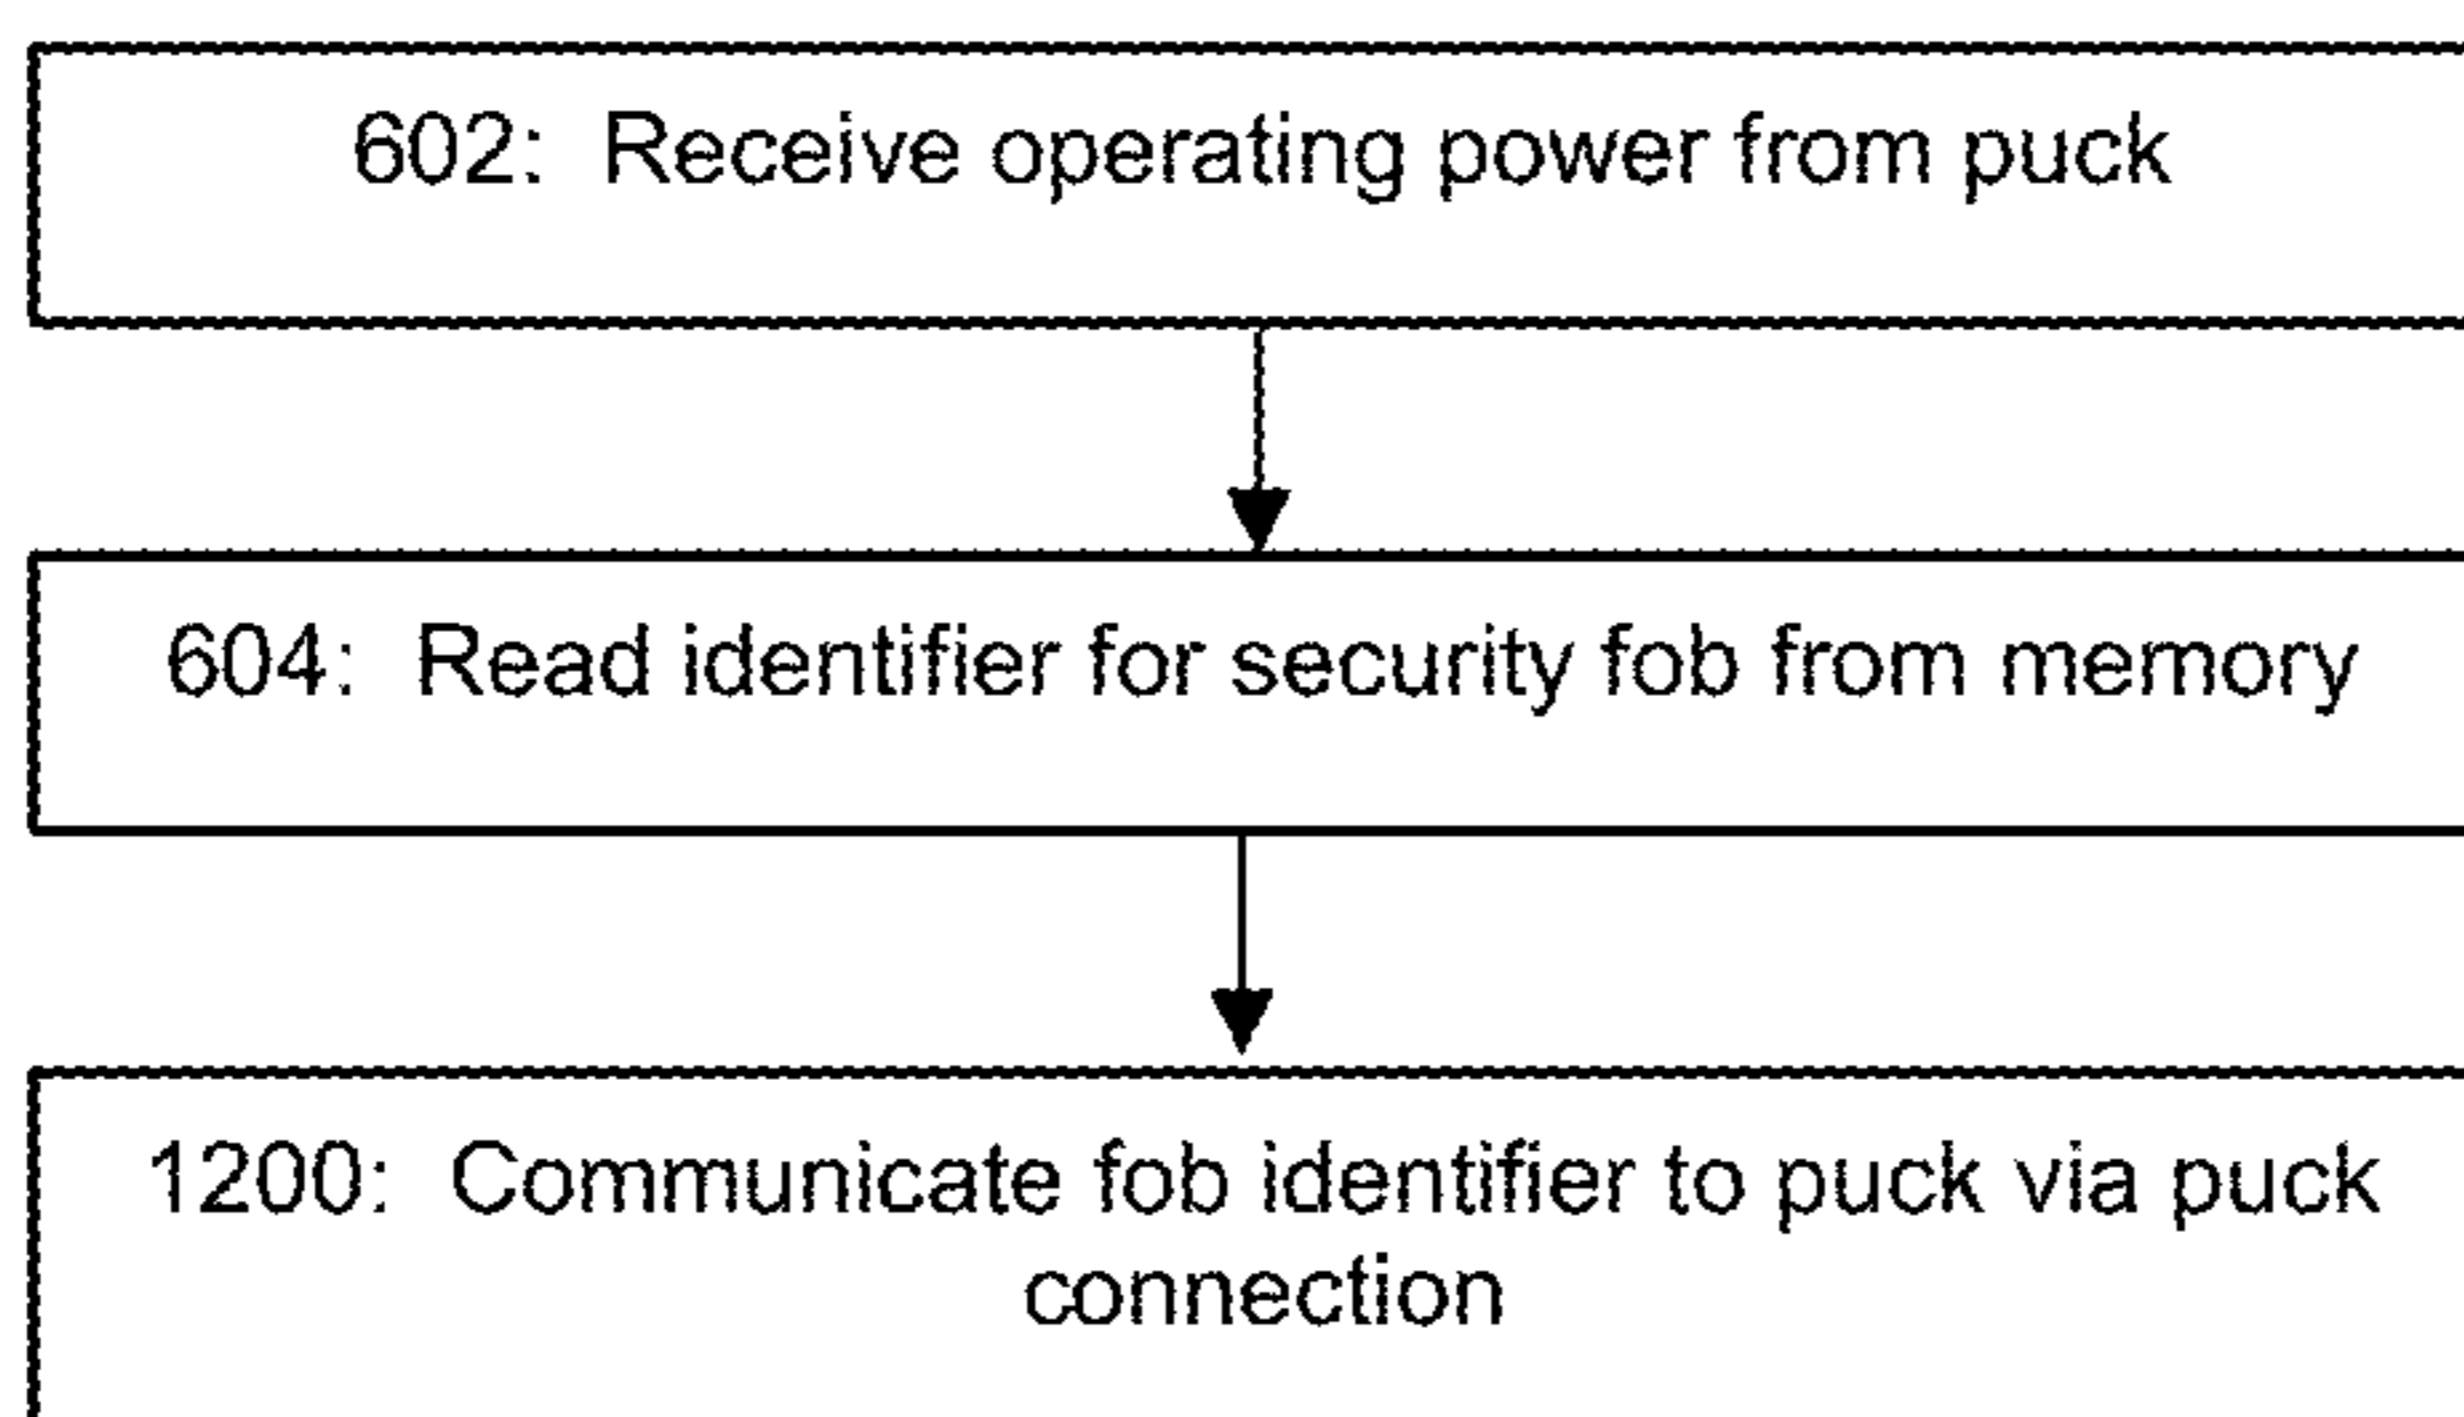 602: Receive operating power from puck
604: Read identifier for security fob from memory
1200: Communicate fob identifier to puck via puck
connection